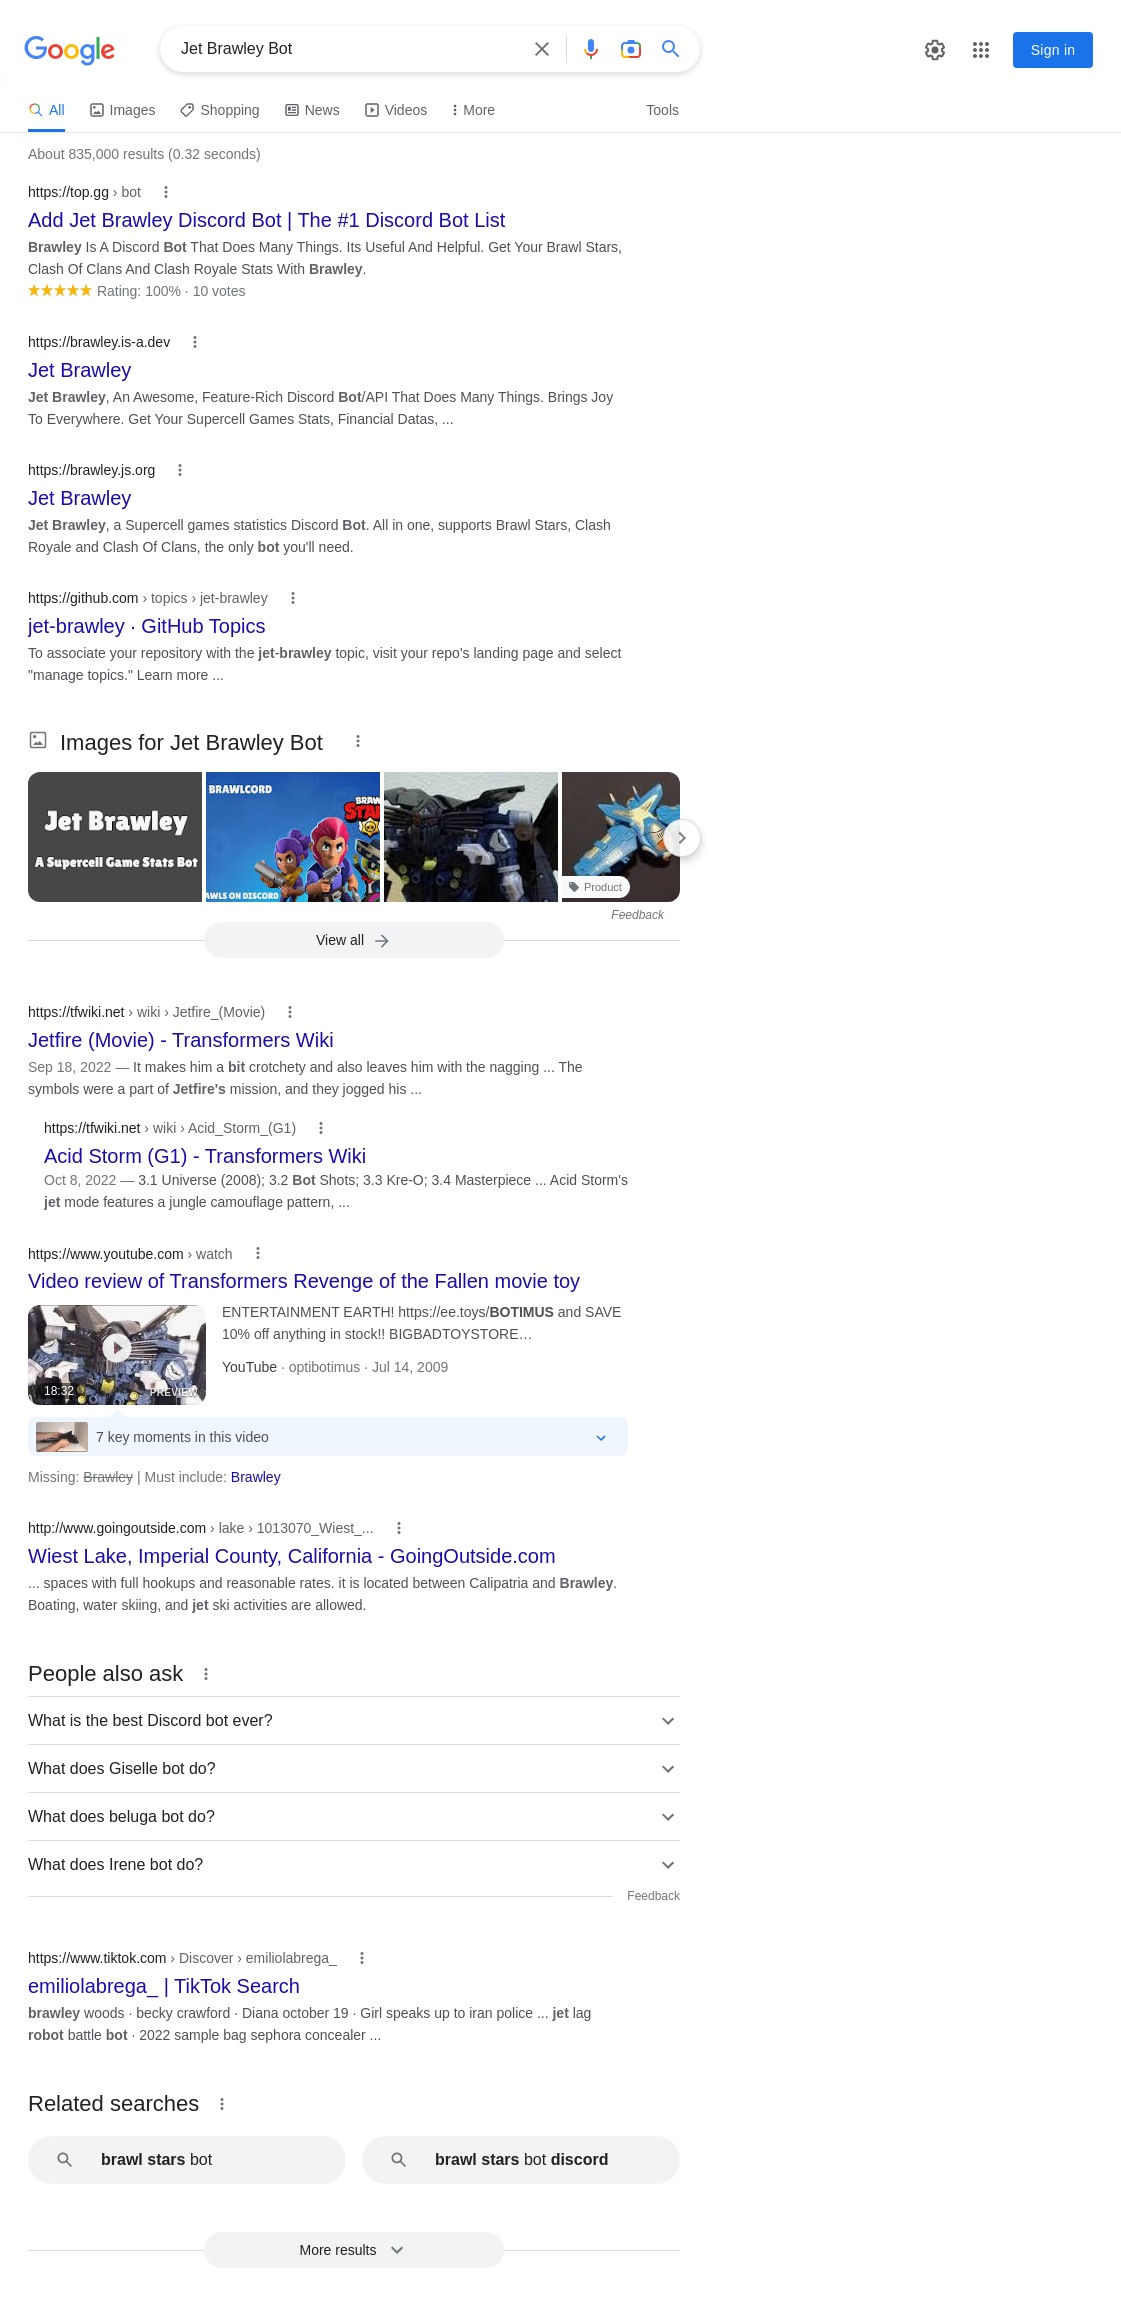 Google
Jet Brawley Bot
Sign in
All
Images
Shopping
News
Videos
More
Tools
About 835,000 results (0.32 seconds)
https://top.gg › bot
Add Jet Brawley Discord Bot | The #1 Discord Bot List
Brawley Is A Discord Bot That Does Many Things. Its Useful And Helpful. Get Your Brawl Stars,
Clash Of Clans And Clash Royale Stats With Brawley.
Rating: 100% · 10 votes
https://brawley.is-a.dev
Jet Brawley
Jet Brawley, An Awesome, Feature-Rich Discord Bot/API That Does Many Things. Brings Joy
To Everywhere. Get Your Supercell Games Stats, Financial Datas, ...
https://brawley.js.org
Jet Brawley
Jet Brawley, a Supercell games statistics Discord Bot. All in one, supports Brawl Stars, Clash
Royale and Clash Of Clans, the only bot you'll need.
https://github.com › topics › jet-brawley
jet-brawley · GitHub Topics
To associate your repository with the jet-brawley topic, visit your repo's landing page and select
"manage topics." Learn more ...
Images for Jet Brawley Bot
Jet Brawley
A Supercell Game Stats Bot
BRAWLCORD
BRAW
STA
AWLS ON DISCORD
Product
Feedback
View all
https://tfwiki.net › wiki › Jetfire_(Movie)
Jetfire (Movie) - Transformers Wiki
Sep 18, 2022 — It makes him a bit crotchety and also leaves him with the nagging ... The
symbols were a part of Jetfire's mission, and they jogged his ...
https://tfwiki.net › wiki › Acid_Storm_(G1)
Acid Storm (G1) - Transformers Wiki
Oct 8, 2022 — 3.1 Universe (2008); 3.2 Bot Shots; 3.3 Kre-O; 3.4 Masterpiece ... Acid Storm's
jet mode features a jungle camouflage pattern, ...
https://www.youtube.com › watch
Video review of Transformers Revenge of the Fallen movie toy
ENTERTAINMENT EARTH! https://ee.toys/BOTIMUS and SAVE
10% off anything in stock!! BIGBADTOYSTORE…
YouTube · optibotimus · Jul 14, 2009
18:32
PREVIEW
7 key moments in this video
Missing: Brawley | Must include: Brawley
http://www.goingoutside.com › lake › 1013070_Wiest_...
Wiest Lake, Imperial County, California - GoingOutside.com
... spaces with full hookups and reasonable rates. it is located between Calipatria and Brawley.
Boating, water skiing, and jet ski activities are allowed.
People also ask
What is the best Discord bot ever?
What does Giselle bot do?
What does beluga bot do?
What does Irene bot do?
Feedback
https://www.tiktok.com › Discover › emiliolabrega_
emiliolabrega_ | TikTok Search
brawley woods · becky crawford · Diana october 19 · Girl speaks up to iran police ... jet lag
robot battle bot · 2022 sample bag sephora concealer ...
Related searches
brawl stars bot
brawl stars bot discord
More results